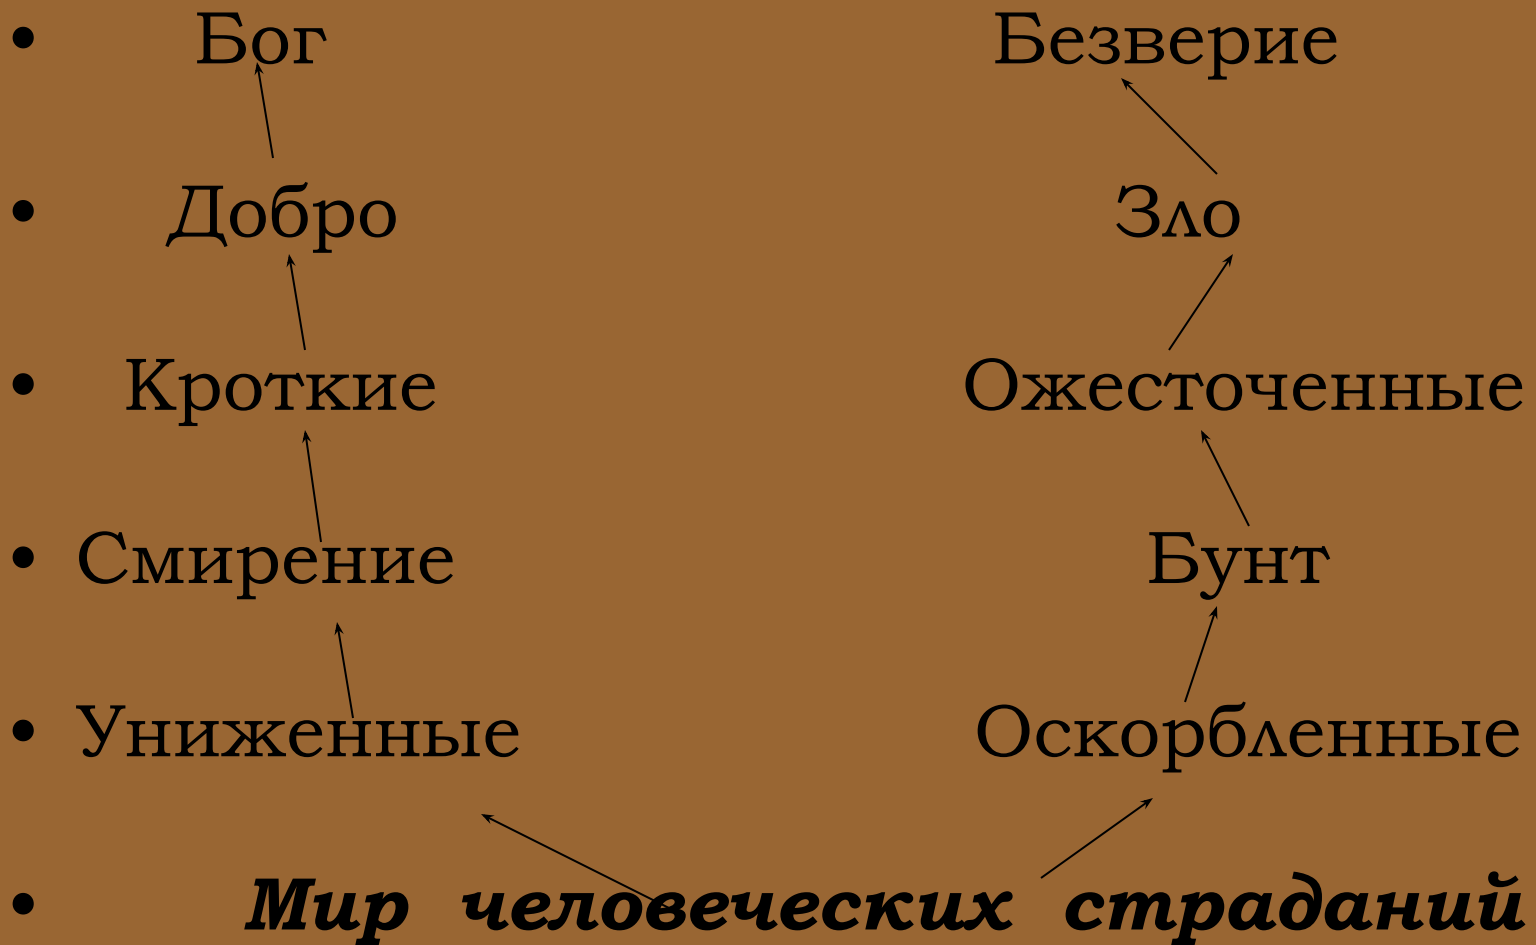 • Бог Безверие
• Добро Зло
• Кроткие Ожесточенные
• Смирение Бунт
• Униженные Оскорбленные
• Мир человеческих страданий